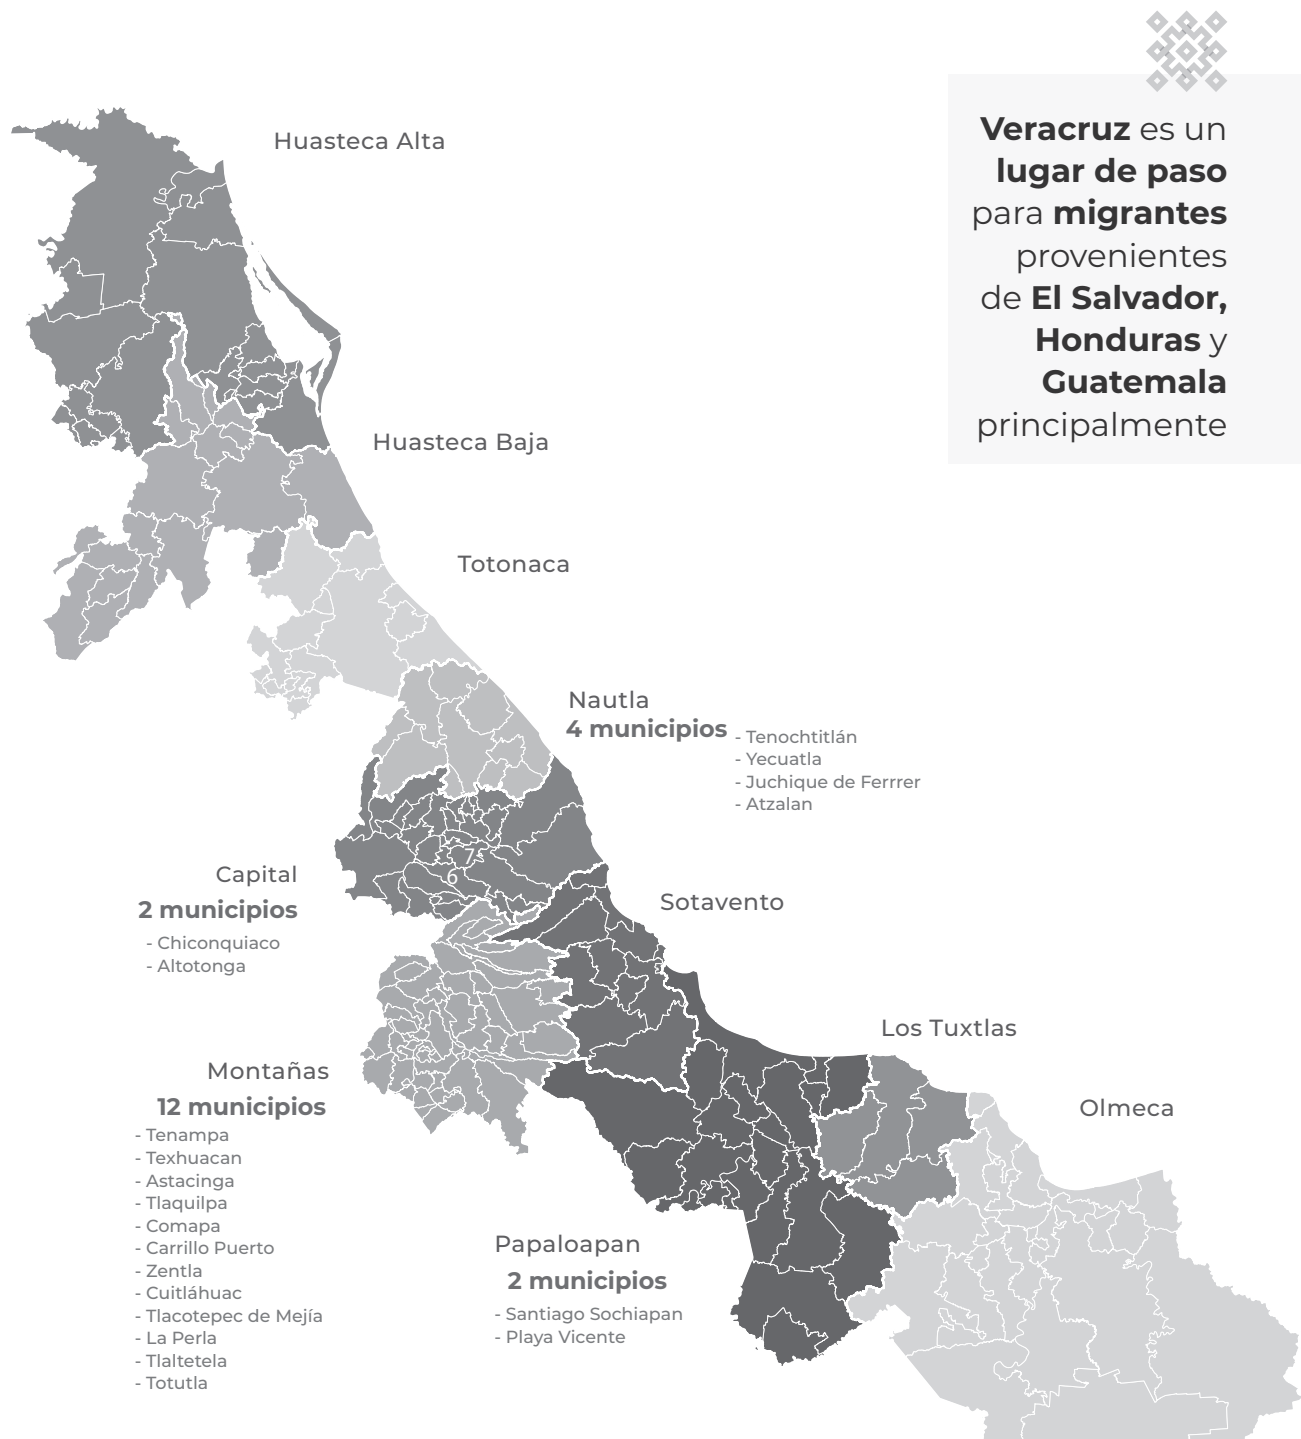 Veracruz es un
lugar de paso
para migrantes
provenientes
de El Salvador,
Honduras y
Guatemala
principalmente
Huasteca Alta
Huasteca Baja
Totonaca
Nautla
4 municipios
- Tenochtitlán
- Yecuatla
- Juchique de Ferrrer
- Atzalan
7
6
Capital
2 municipios
- Chiconquiaco
- Altotonga
Sotavento
Los Tuxtlas
Montañas
12 municipios
- Tenampa
- Texhuacan
- Astacinga
- Tlaquilpa
- Comapa
- Carrillo Puerto
- Zentla
- Cuitláhuac
- Tlacotepec de Mejía
- La Perla
- Tlaltetela
- Totutla
Olmeca
Papaloapan
2 municipios
- Santiago Sochiapan
- Playa Vicente